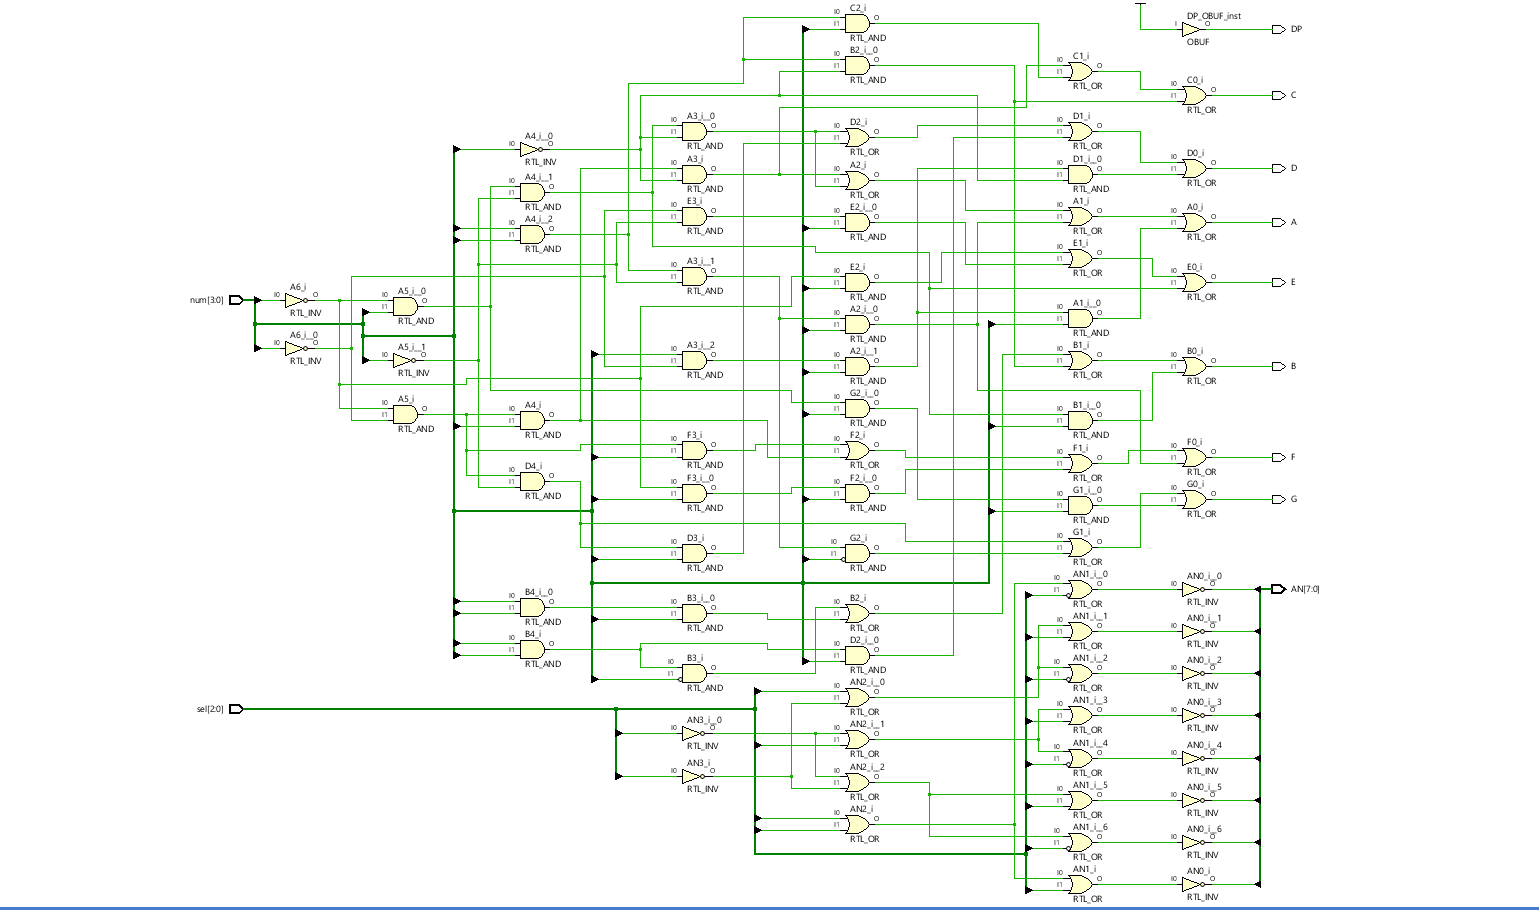 C2_i
I0 O
I1
RTL_AND
DP_OBUF_inst
I O DP
OBUF
B2_i__0
I0 O
I1
RTL_AND
C1_i
I0 O
I1
RTL_OR
C0_i
I0 O C
I1
RTL_OR
A4_i__0
I0 O
RTL_INV
A3_i__0
I0 O
I1
RTL_AND
D2_i
I0 O
I1
RTL_OR
D1_i
I0 O
I1
RTL_OR
A4_i__1
I0 O
I1
RTL_AND
A3_i
I0 O
I1
RTL_AND
A2_i
I0 O
I1
RTL_OR
D1_i__0
I0 O
I1
RTL_AND
D0_i
I0 O D
I1
RTL_OR
A4_i__2
I0 O
I1
RTL_AND
E3_i
I0 O
I1
RTL_AND
E2_i__0
I0 O
I1
RTL_AND
A1_i
I0 O
I1
RTL_OR
A0_i
I0 O A
I1
RTL_OR
A3_i__1
I0 O
I1
RTL_AND
E2_i
I0 O
I1
RTL_AND
E1_i
I0 O
I1
RTL_OR
E0_i
I0 O E
I1
RTL_OR
num[3:0]
A6_i
I0 O
RTL_INV
A5_i__0
I0 O
I1
RTL_AND
A2_i__0
I0 O
I1
RTL_AND
A1_i__0
I0 O
I1
RTL_AND
A6_i__0
I0 O
RTL_INV
A5_i__1
I0 O
RTL_INV
A3_i__2
I0 O
I1
RTL_AND
A2_i__1
I0 O
I1
RTL_AND
B1_i
I0 O
I1
RTL_OR
B0_i
I0 O B
I1
RTL_OR
A5_i
I0 O
I1
RTL_AND
A4_i
I0 O
I1
RTL_AND
G2_i__0
I0 O
I1
RTL_AND
B1_i__0
I0 O
I1
RTL_AND
F3_i
I0 O
I1
RTL_AND
F2_i
I0 O
I1
RTL_OR
F1_i
I0 O
I1
RTL_OR
F0_i
I0 O F
I1
RTL_OR
D4_i
I0 O
I1
RTL_AND
F3_i__0
I0 O
I1
RTL_AND
F2_i__0
I0 O
I1
RTL_AND
G1_i__0
I0 O
I1
RTL_AND
G0_i
I0 O G
I1
RTL_OR
D3_i
I0 O
I1
RTL_AND
G2_i
I0 O
I1
RTL_AND
G1_i
I0 O
I1
RTL_OR
B4_i__0
I0 O
I1
RTL_AND
B3_i__0
I0 O
I1
RTL_AND
B2_i
I0 O
I1
RTL_OR
AN1_i__0
I0 O
I1
RTL_OR
AN0_i__0
I0 O AN[7:0]
RTL_INV
B4_i
I0 O
I1
RTL_AND
B3_i
I0 O
I1
RTL_AND
D2_i__0
I0 O
I1
RTL_AND
AN1_i__1
I0 O
I1
RTL_OR
AN0_i__1
I0 O
RTL_INV
AN2_i__0
I0 O
I1
RTL_OR
AN1_i__2
I0 O
I1
RTL_OR
AN0_i__2
I0 O
RTL_INV
sel[2:0]
AN3_i__0
I0 O
RTL_INV
AN2_i__1
I0 O
I1
RTL_OR
AN1_i__3
I0 O
I1
RTL_OR
AN0_i__3
I0 O
RTL_INV
AN3_i
I0 O
RTL_INV
AN2_i__2
I0 O
I1
RTL_OR
AN1_i__4
I0 O
I1
RTL_OR
AN0_i__4
I0 O
RTL_INV
AN2_i
I0 O
I1
RTL_OR
AN1_i__5
I0 O
I1
RTL_OR
AN0_i__5
I0 O
RTL_INV
AN1_i__6
I0 O
I1
RTL_OR
AN0_i__6
I0 O
RTL_INV
AN1_i
I0 O
I1
RTL_OR
AN0_i
I0 O
RTL_INV